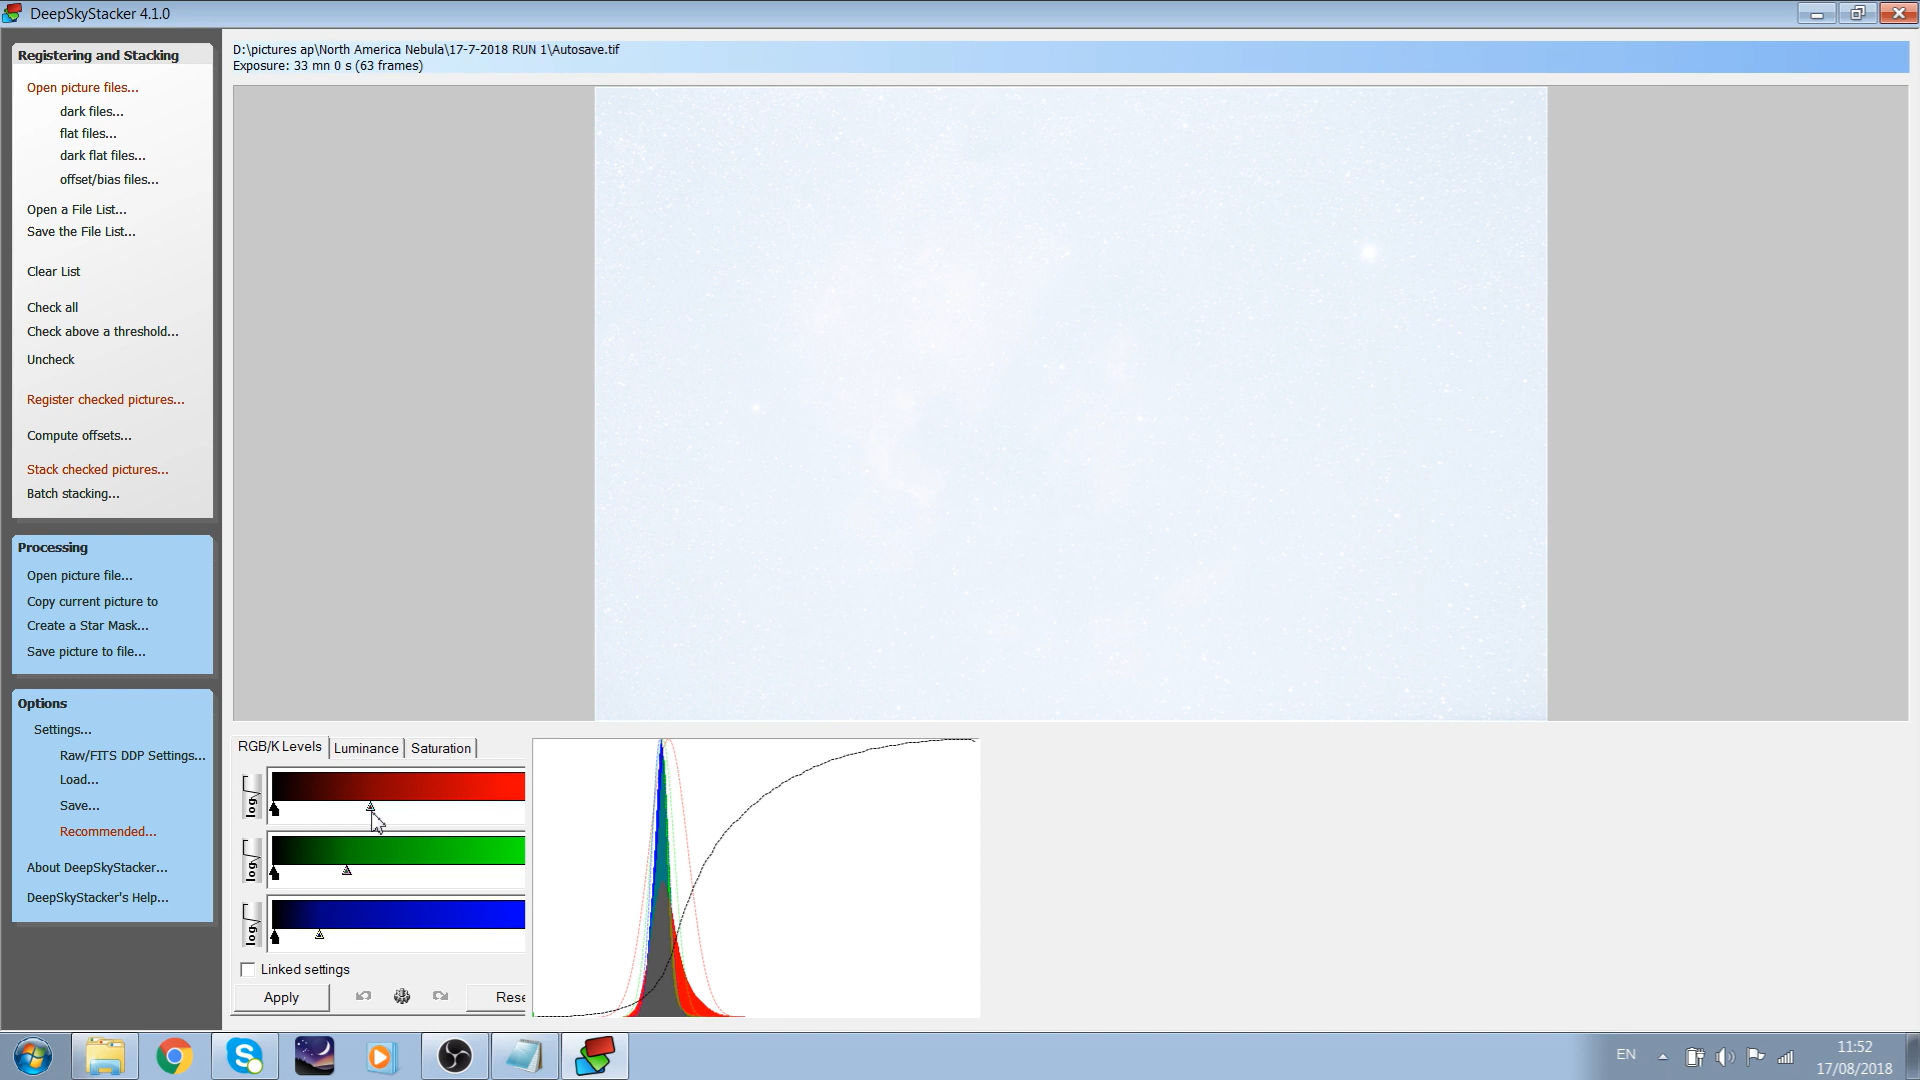 DeepSkyStacker 4.1.0
Registering and Stacking
Open picture files...
dark files...
flat files...
dark flat files...
offset/bias files...
Open a File List...
Save the File List...
Clear List
Check all
Check above a threshold...
Uncheck
Register checked pictures...
Compute offsets...
Stack checked pictures...
Batch stacking...
Processing
Open picture file...
Copy current picture to
Create a Star Mask...
Save picture to file...
Options
Settings...
Raw/FITS DDP Settings...
Load...
Save...
Recommended...
About DeepSkyStacker...
DeepSkyStacker's Help...
D:\pictures ap\North America Nebula\17-7-2018 RUN 1\Autosave.tif
Exposure: 33 mn 0 s (63 frames)
RGB/K Levels
Luminance
Saturation
log
log
log
Linked settings
Apply
Rese
EN
11:52
17/08/2018